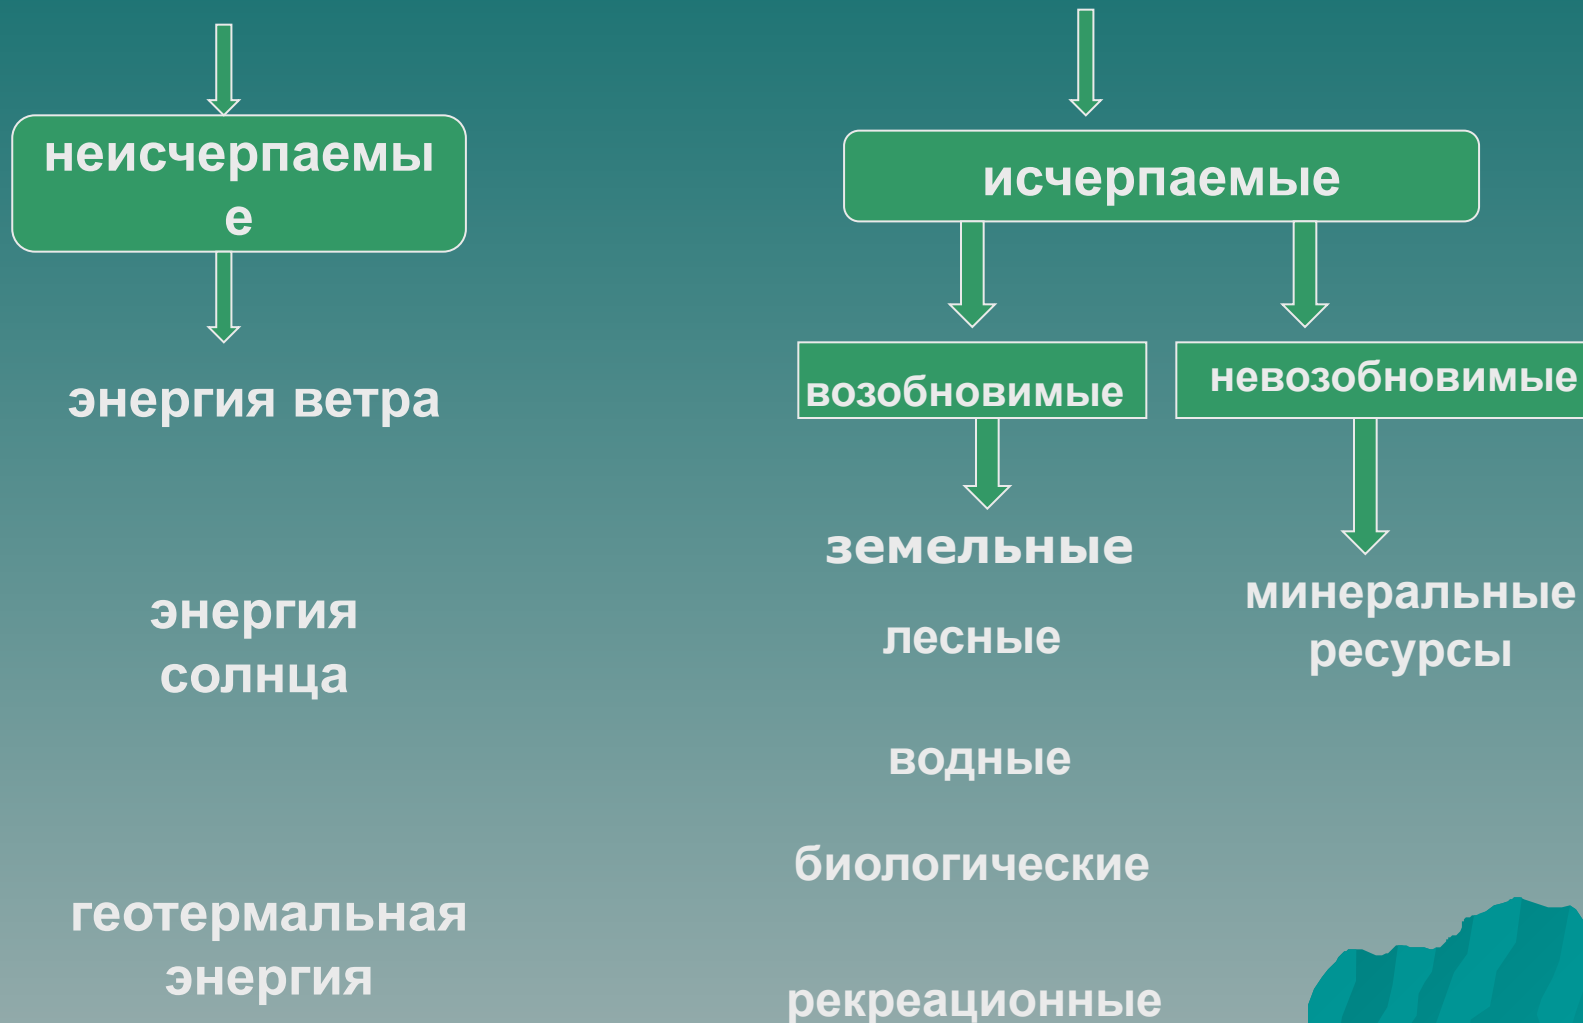 неисчерпаемы
е
энергия ветра
энергия
солнца
геотермальная
энергия
исчерпаемые
возобновимые
земельные
лесные
водные
биологические
рекреационные
невозобновимые
минеральные
ресурсы